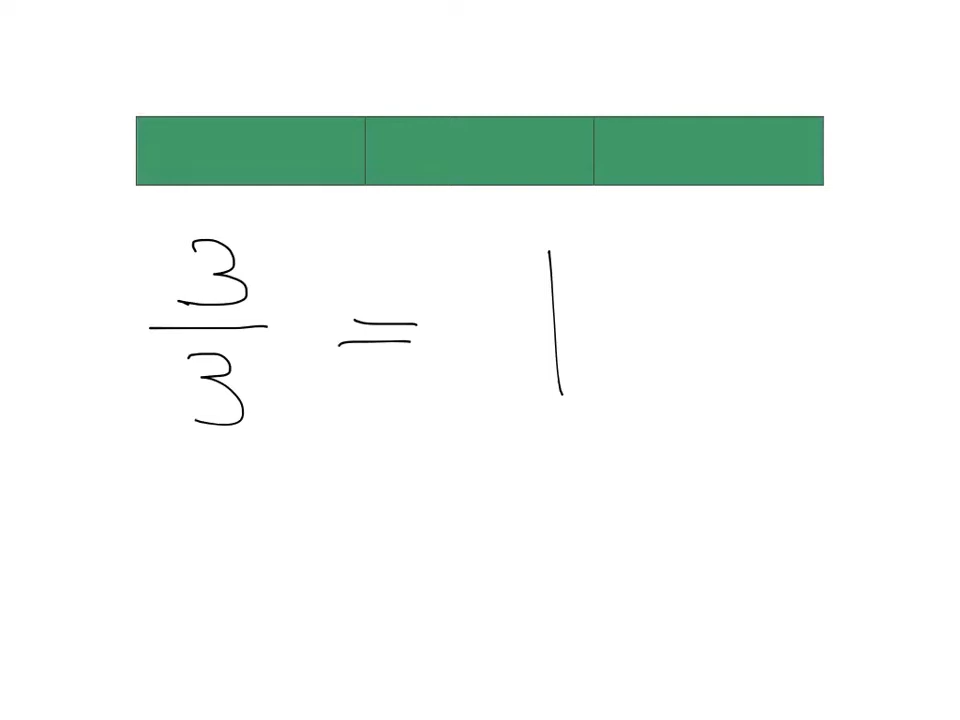 3/3 = 1